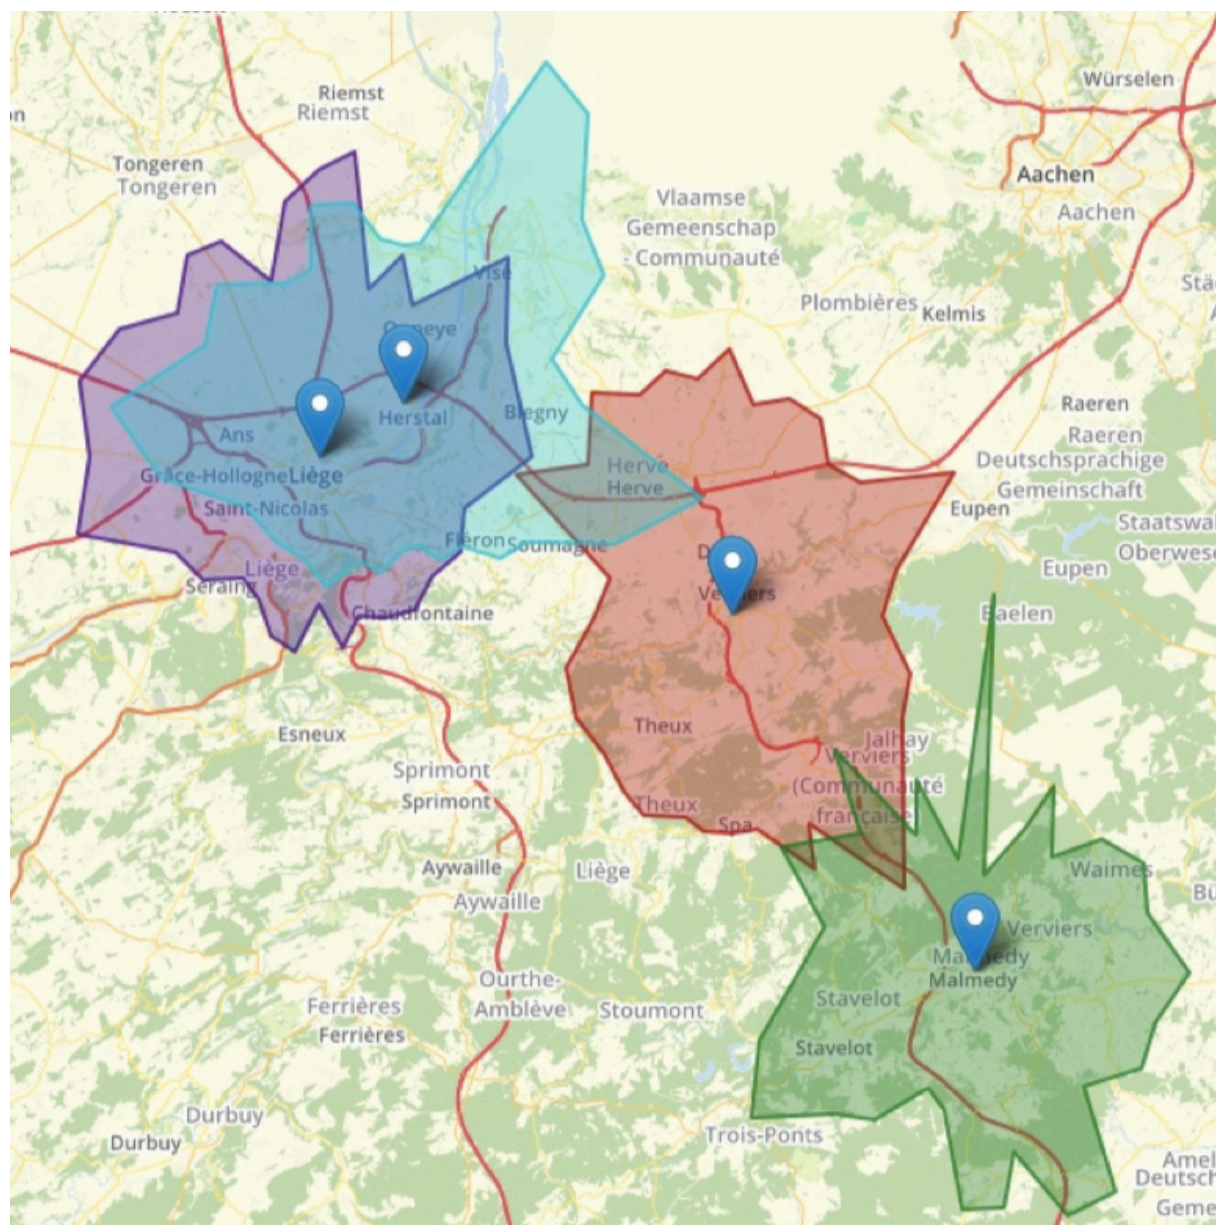 Riemst
Riemst
Würselen
Tongeren
Tongeren
Aachen
Aachen
Vlaamse
Gemeenschap
- Communauté
Visé
Plombières
Kelmis
Herstal
Blegny
Ans
Raeren
Raeren
Deutschsprachige
Gemeinschaft
Grâce-Hollogne
Liège
Herve
Herve
Saint-Nicolas
Eupen
Fléron
Soumagne
Liège
Eupen
Seraing
Chaudfontaine
Baelen
Theux
Esneux
Jalhay
Verviers
(Communauté
française
Sprimont
Sprimont
Theux
Spa
Aywaille
Liège
Waimes
Aywaille
Verviers
Malmedy
Malmedy
Ourthe-
Amblève
Stavelot
Stoumont
Ferrières
Ferrières
Stavelot
Durbuy
Durbuy
Trois-Ponts